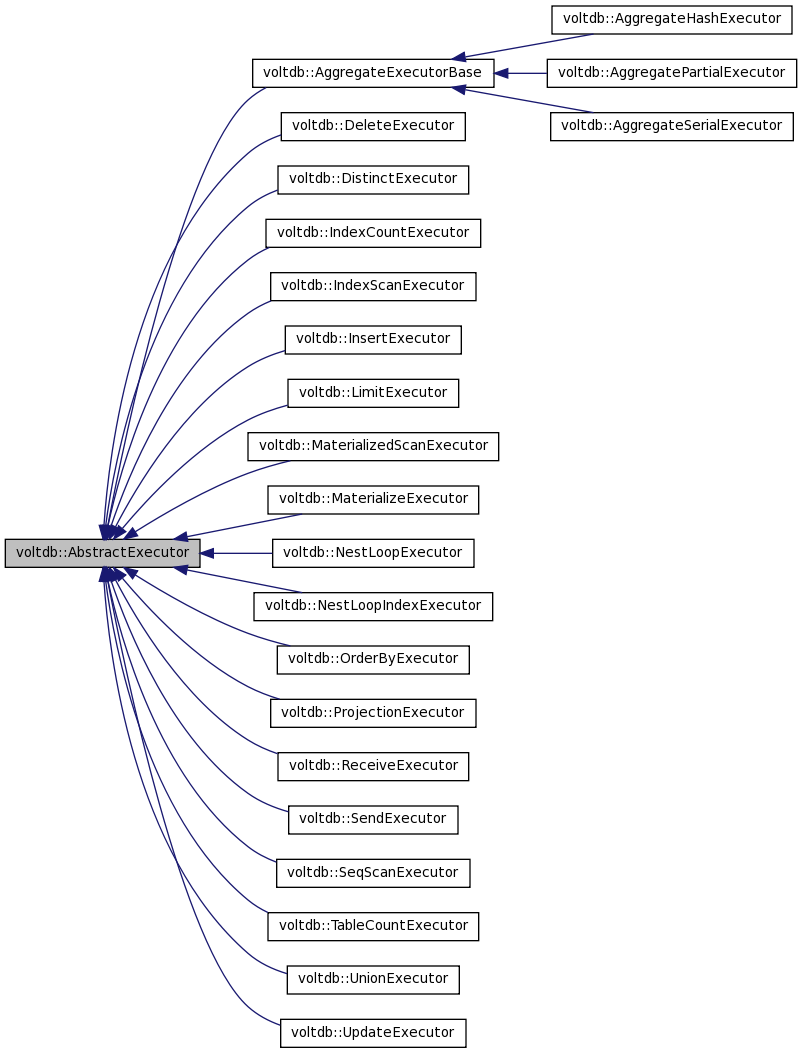 voltdb::AggregateHashExecutor
voltdb::AggregateExecutorBase
voltdb::AggregatePartialExecutor
voltdb::DeleteExecutor
voltdb::AggregateSerialExecutor
voltdb::DistinctExecutor
voltdb::IndexCountExecutor
voltdb::IndexScanExecutor
voltdb::InsertExecutor
voltdb::LimitExecutor
voltdb::MaterializedScanExecutor
voltdb::MaterializeExecutor
voltdb::AbstractExecutor
voltdb::NestLoopExecutor
voltdb::NestLoopIndexExecutor
voltdb::OrderByExecutor
voltdb::ProjectionExecutor
voltdb::ReceiveExecutor
voltdb::SendExecutor
voltdb::SeqScanExecutor
voltdb::TableCountExecutor
voltdb::UnionExecutor
voltdb::UpdateExecutor